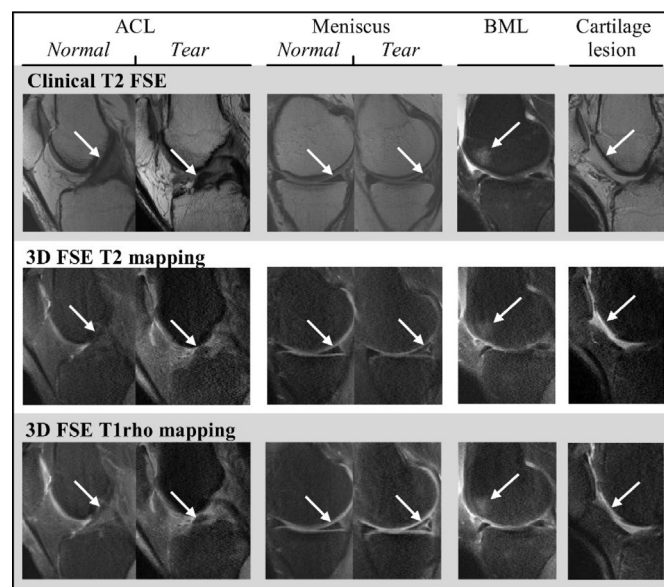 ACL Meniscus BML Cartilage
Normal Tear Normal Tear lesion
Clinical T2 FSE
3D FSE T2 mapping
3D FSE T1rho mapping